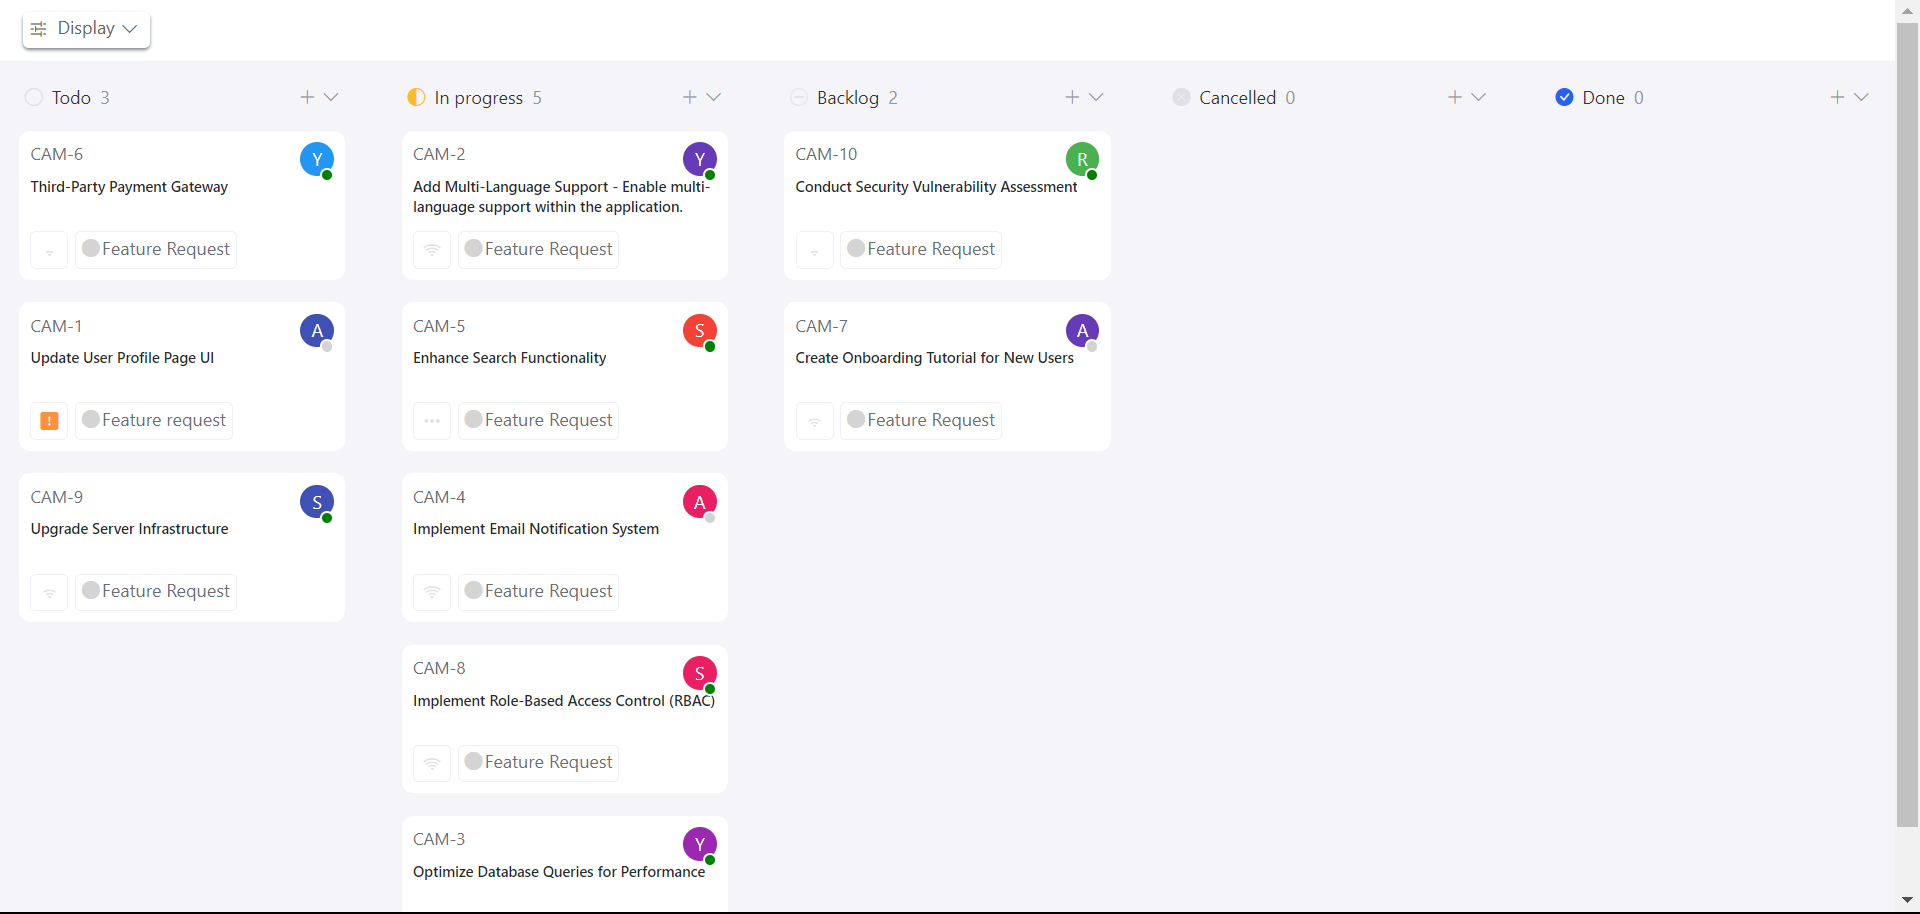 Display
Todo 3
CAM-6
Y
Third-Party Payment Gateway
Feature Request
CAM-1
A
Update User Profile Page UI
!
Feature request
CAM-9
S
Upgrade Server Infrastructure
Feature Request
In progress 5
CAM-2
Y
Add Multi-Language Support - Enable multi-
language support within the application.
Feature Request
CAM-5
S
Enhance Search Functionality
Feature Request
CAM-4
A
Implement Email Notification System
Feature Request
CAM-8
S
Implement Role-Based Access Control (RBAC)
Feature Request
CAM-3
Y
Optimize Database Queries for Performance
Backlog 2
CAM-10
R
Conduct Security Vulnerability Assessment
Feature Request
CAM-7
A
Create Onboarding Tutorial for New Users
Feature Request
Cancelled 0
Done 0